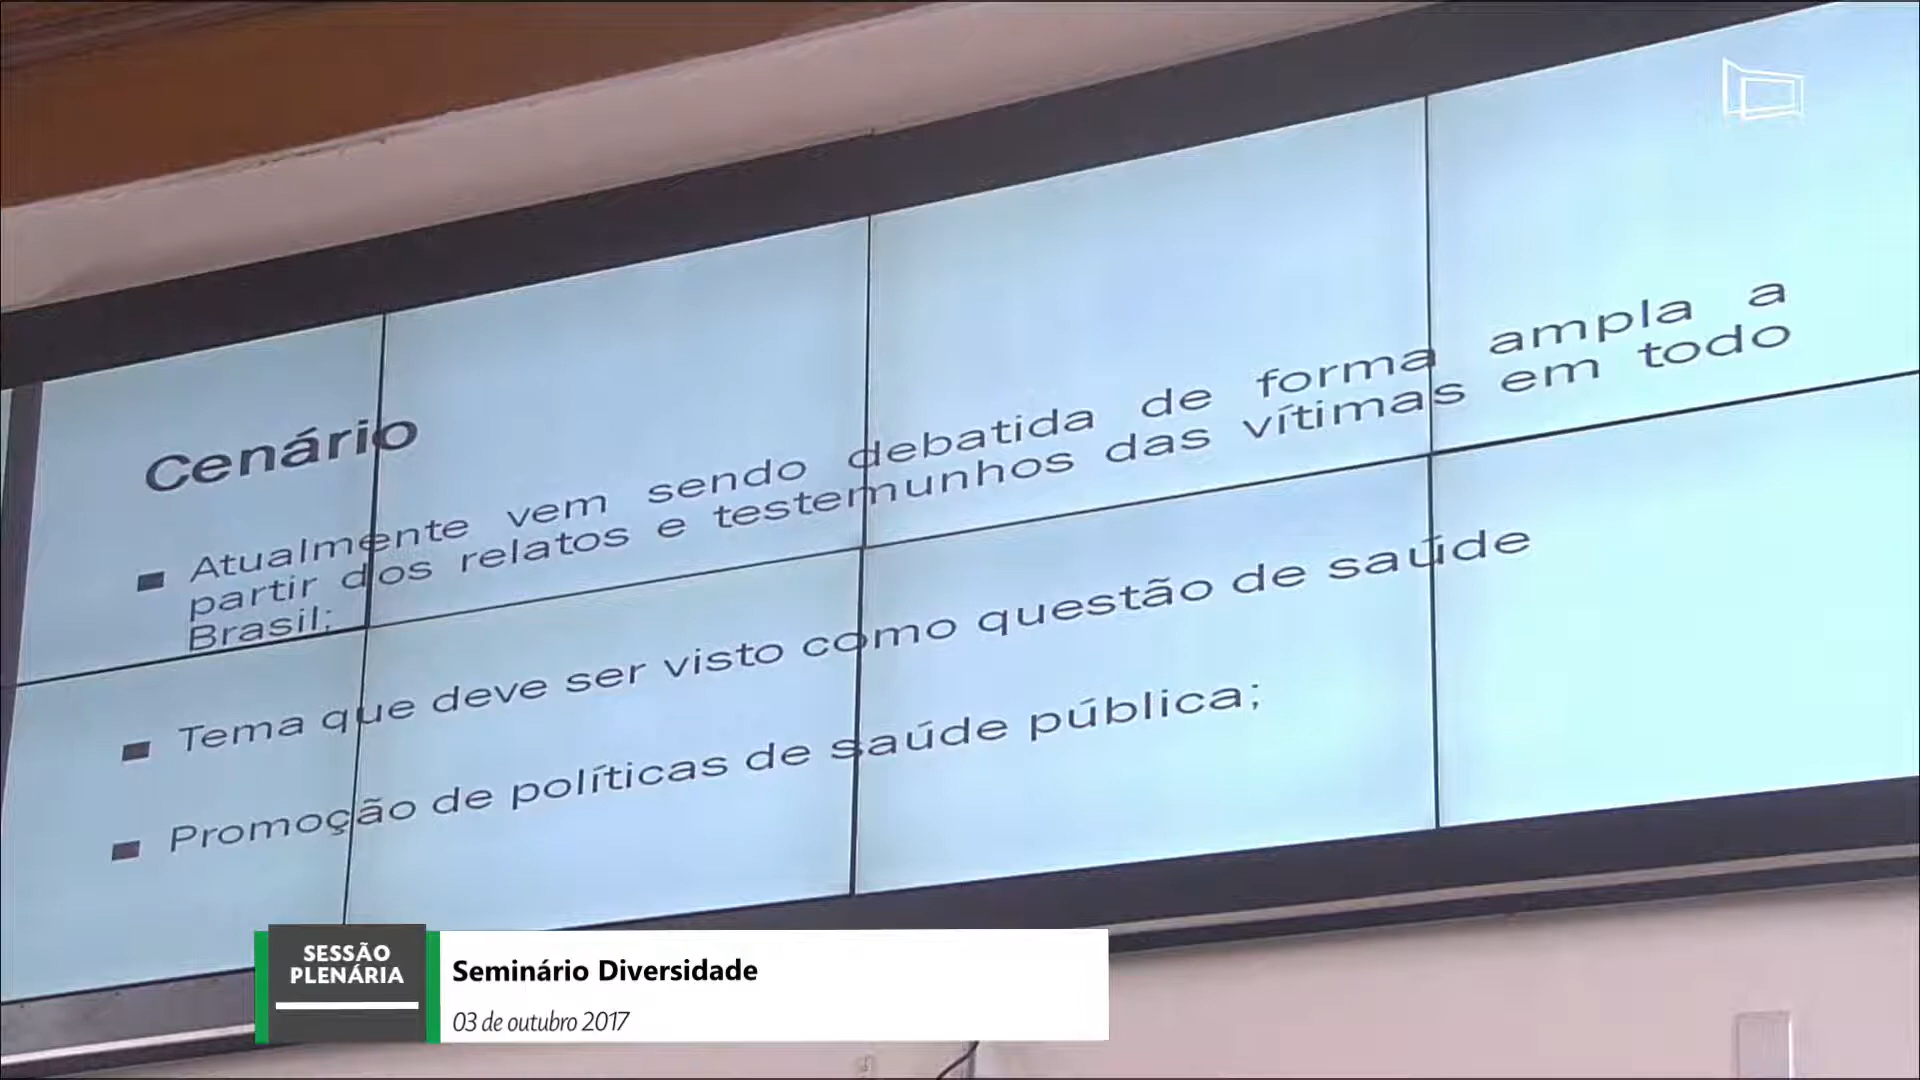 Cenário
Atualmente vem sendo debatida de forma ampla a
partir dos relatos e testemunhos das vítimas em todo
Brasil;
Tema que deve ser visto como questão de saúde
Promoção de políticas de saúde pública;
SESSÃO
PLENÁRIA
Seminário Diversidade
03 de outubro 2017